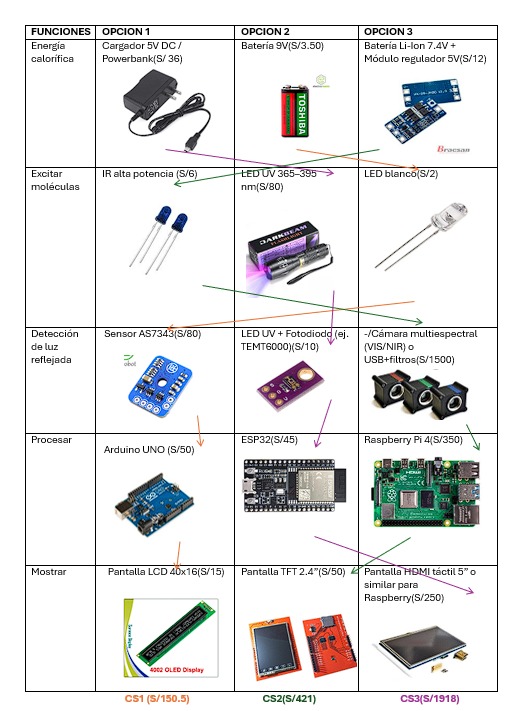 FUNCIONES OPCION 1 OPCION 2 OPCION 3
Energía calorífica
Cargador 5V DC /
Powerbank(S/ 36)
Batería 9V(S/3.50)
Batería Li-Ion 7.4V +
Módulo regulador 5V(S/12)
TOSHIBA
Bracsan
Excitar
moléculas
IR alta potencia (S/6)
LED UV 365–395
nm(S/80)
LED blanco(S/2)
DARKBEAM
FLASHLIGHT
Detección
de luz
reflejada
Sensor AS7343(S/80)
LED UV + Fotodiodo (ej.
TEMT6000)(S/10)
-/Cámara multiespectral
(VIS/NIR) o
USB+filtros(S/1500)
Procesar
Arduino UNO (S/50)
ESP32(S/45)
Raspberry Pi 4(S/350)
HDMI
Mostrar
Pantalla LCD 40x16(S/15)
Pantalla TFT 2.4”(S/50)
Pantalla HDMI táctil 5” o
similar para
Raspberry(S/250)
4002 OLED Display
CS1 (S/150.5) CS2(S/421) CS3(S/1918)